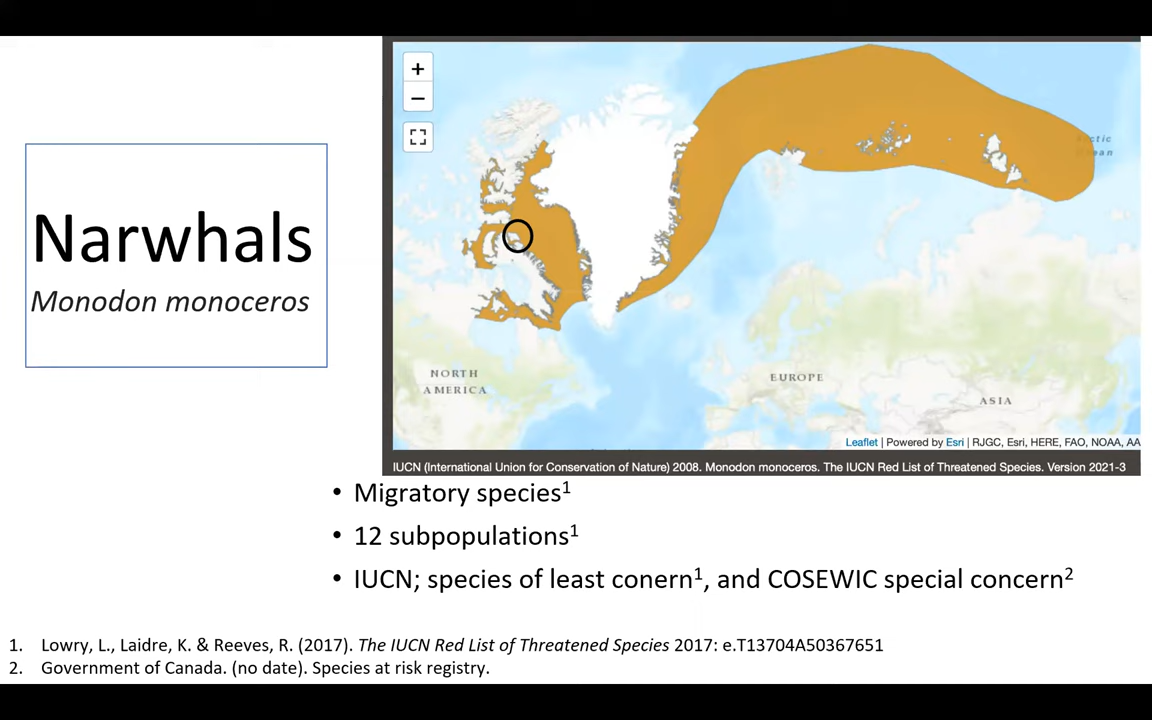 +
−
Arctic
Ocean
Narwhals
Monodon monoceros
NORTH
AMERICA
EUROPE
ASIA
Leaflet | Powered by Esri | RJGC, Esri, HERE, FAO, NOAA, AA
IUCN (International Union for Conservation of Nature) 2008. Monodon monoceros. The IUCN Red List of Threatened Species. Version 2021-3
• Migratory species¹
• 12 subpopulations¹
• IUCN; species of least conern¹, and COSEWIC special concern²
1. Lowry, L., Laidre, K. & Reeves, R. (2017). The IUCN Red List of Threatened Species 2017: e.T13704A50367651
2. Government of Canada. (no date). Species at risk registry.